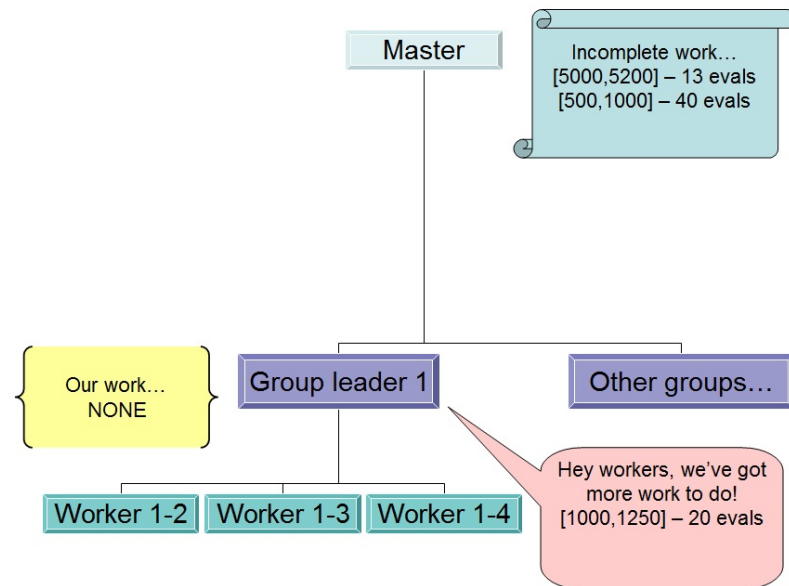 Master
Incomplete work…
[5000,5200] – 13 evals
[500,1000] – 40 evals
Our work…
NONE
Group leader 1
Other groups…
Hey workers, we’ve got
more work to do!
[1000,1250] – 20 evals
Worker 1-2
Worker 1-3
Worker 1-4